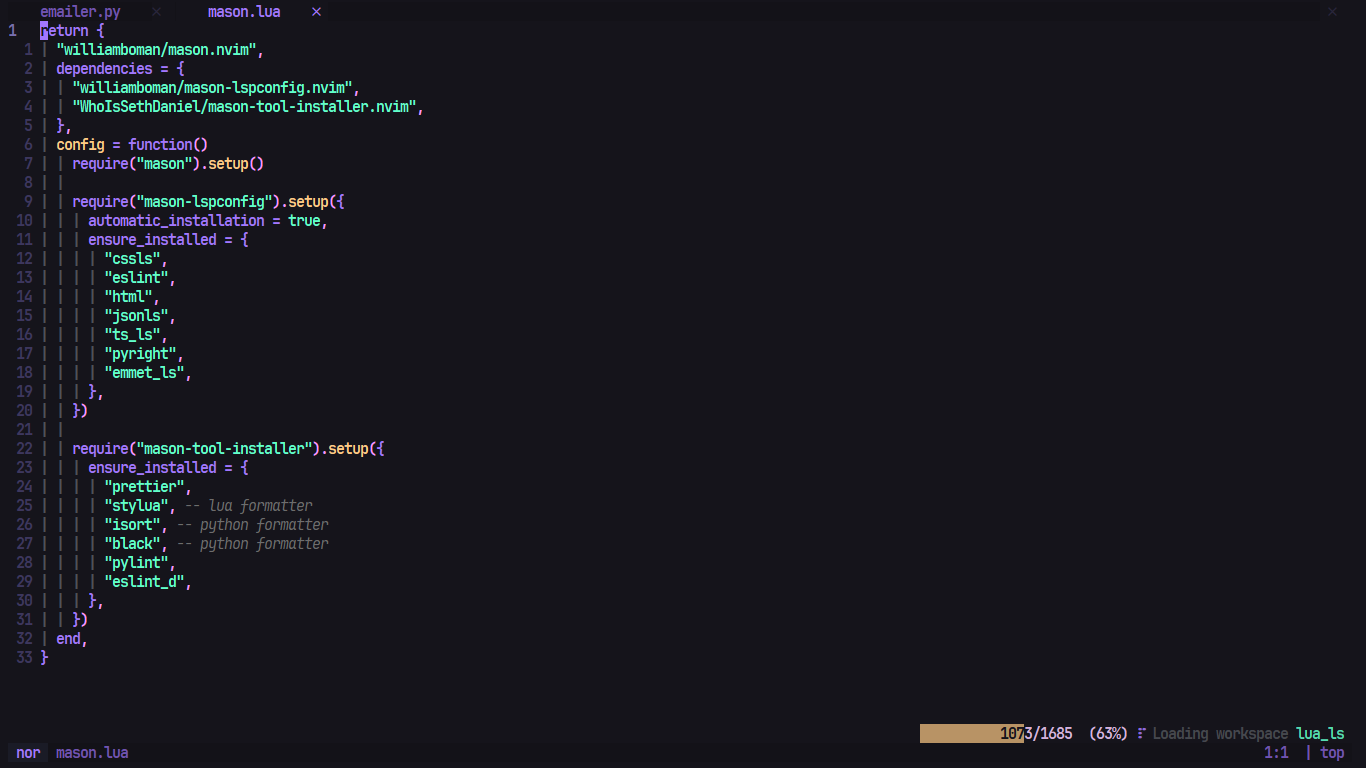 emailer.py × mason.lua × ×
1 return {
1 | "williamboman/mason.nvim",
2 | dependencies = {
3 | | "williamboman/mason-lspconfig.nvim",
4 | | "WhoIsSethDaniel/mason-tool-installer.nvim",
5 | },
6 | config = function()
7 | | require("mason").setup()
8 | |
9 | | require("mason-lspconfig").setup({
10 | | | automatic_installation = true,
11 | | | ensure_installed = {
12 | | | | "cssls",
13 | | | | "eslint",
14 | | | | "html",
15 | | | | "jsonls",
16 | | | | "ts_ls",
17 | | | | "pyright",
18 | | | | "emmet_ls",
19 | | | },
20 | | })
21 | |
22 | | require("mason-tool-installer").setup({
23 | | | ensure_installed = {
24 | | | | "prettier",
25 | | | | "stylua", -- lua formatter
26 | | | | "isort", -- python formatter
27 | | | | "black", -- python formatter
28 | | | | "pylint",
29 | | | | "eslint_d",
30 | | | },
31 | | })
32 | end,
33 }
1073/1685 (63%) Loading workspace lua_ls
nor mason.lua 1:1 | top